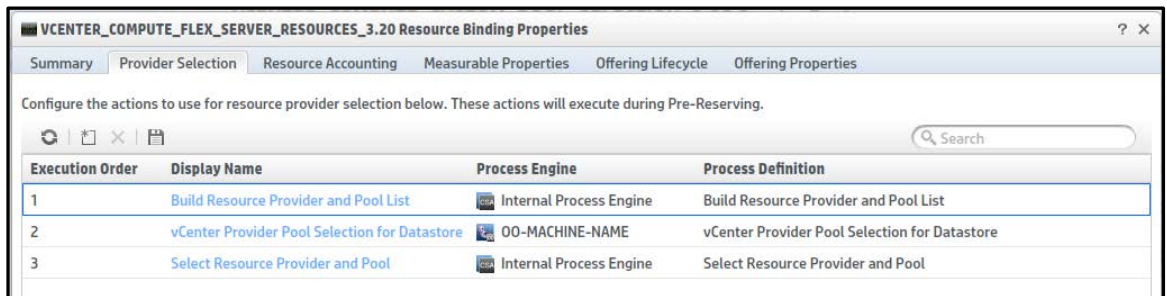 VCENTER_COMPUTE_FLEX_SERVER_RESOURCES_3.20 Resource Binding Properties ? ×
Summary Provider Selection Resource Accounting Measurable Properties Offering Lifecycle Offering Properties
Configure the actions to use for resource provider selection below. These actions will execute during Pre-Reserving.
Search
Execution Order Display Name Process Engine Process Definition
1 Build Resource Provider and Pool List CSA Internal Process Engine Build Resource Provider and Pool List
2 vCenter Provider Pool Selection for Datastore OO-MACHINE-NAME vCenter Provider Pool Selection for Datastore
3 Select Resource Provider and Pool CSA Internal Process Engine Select Resource Provider and Pool